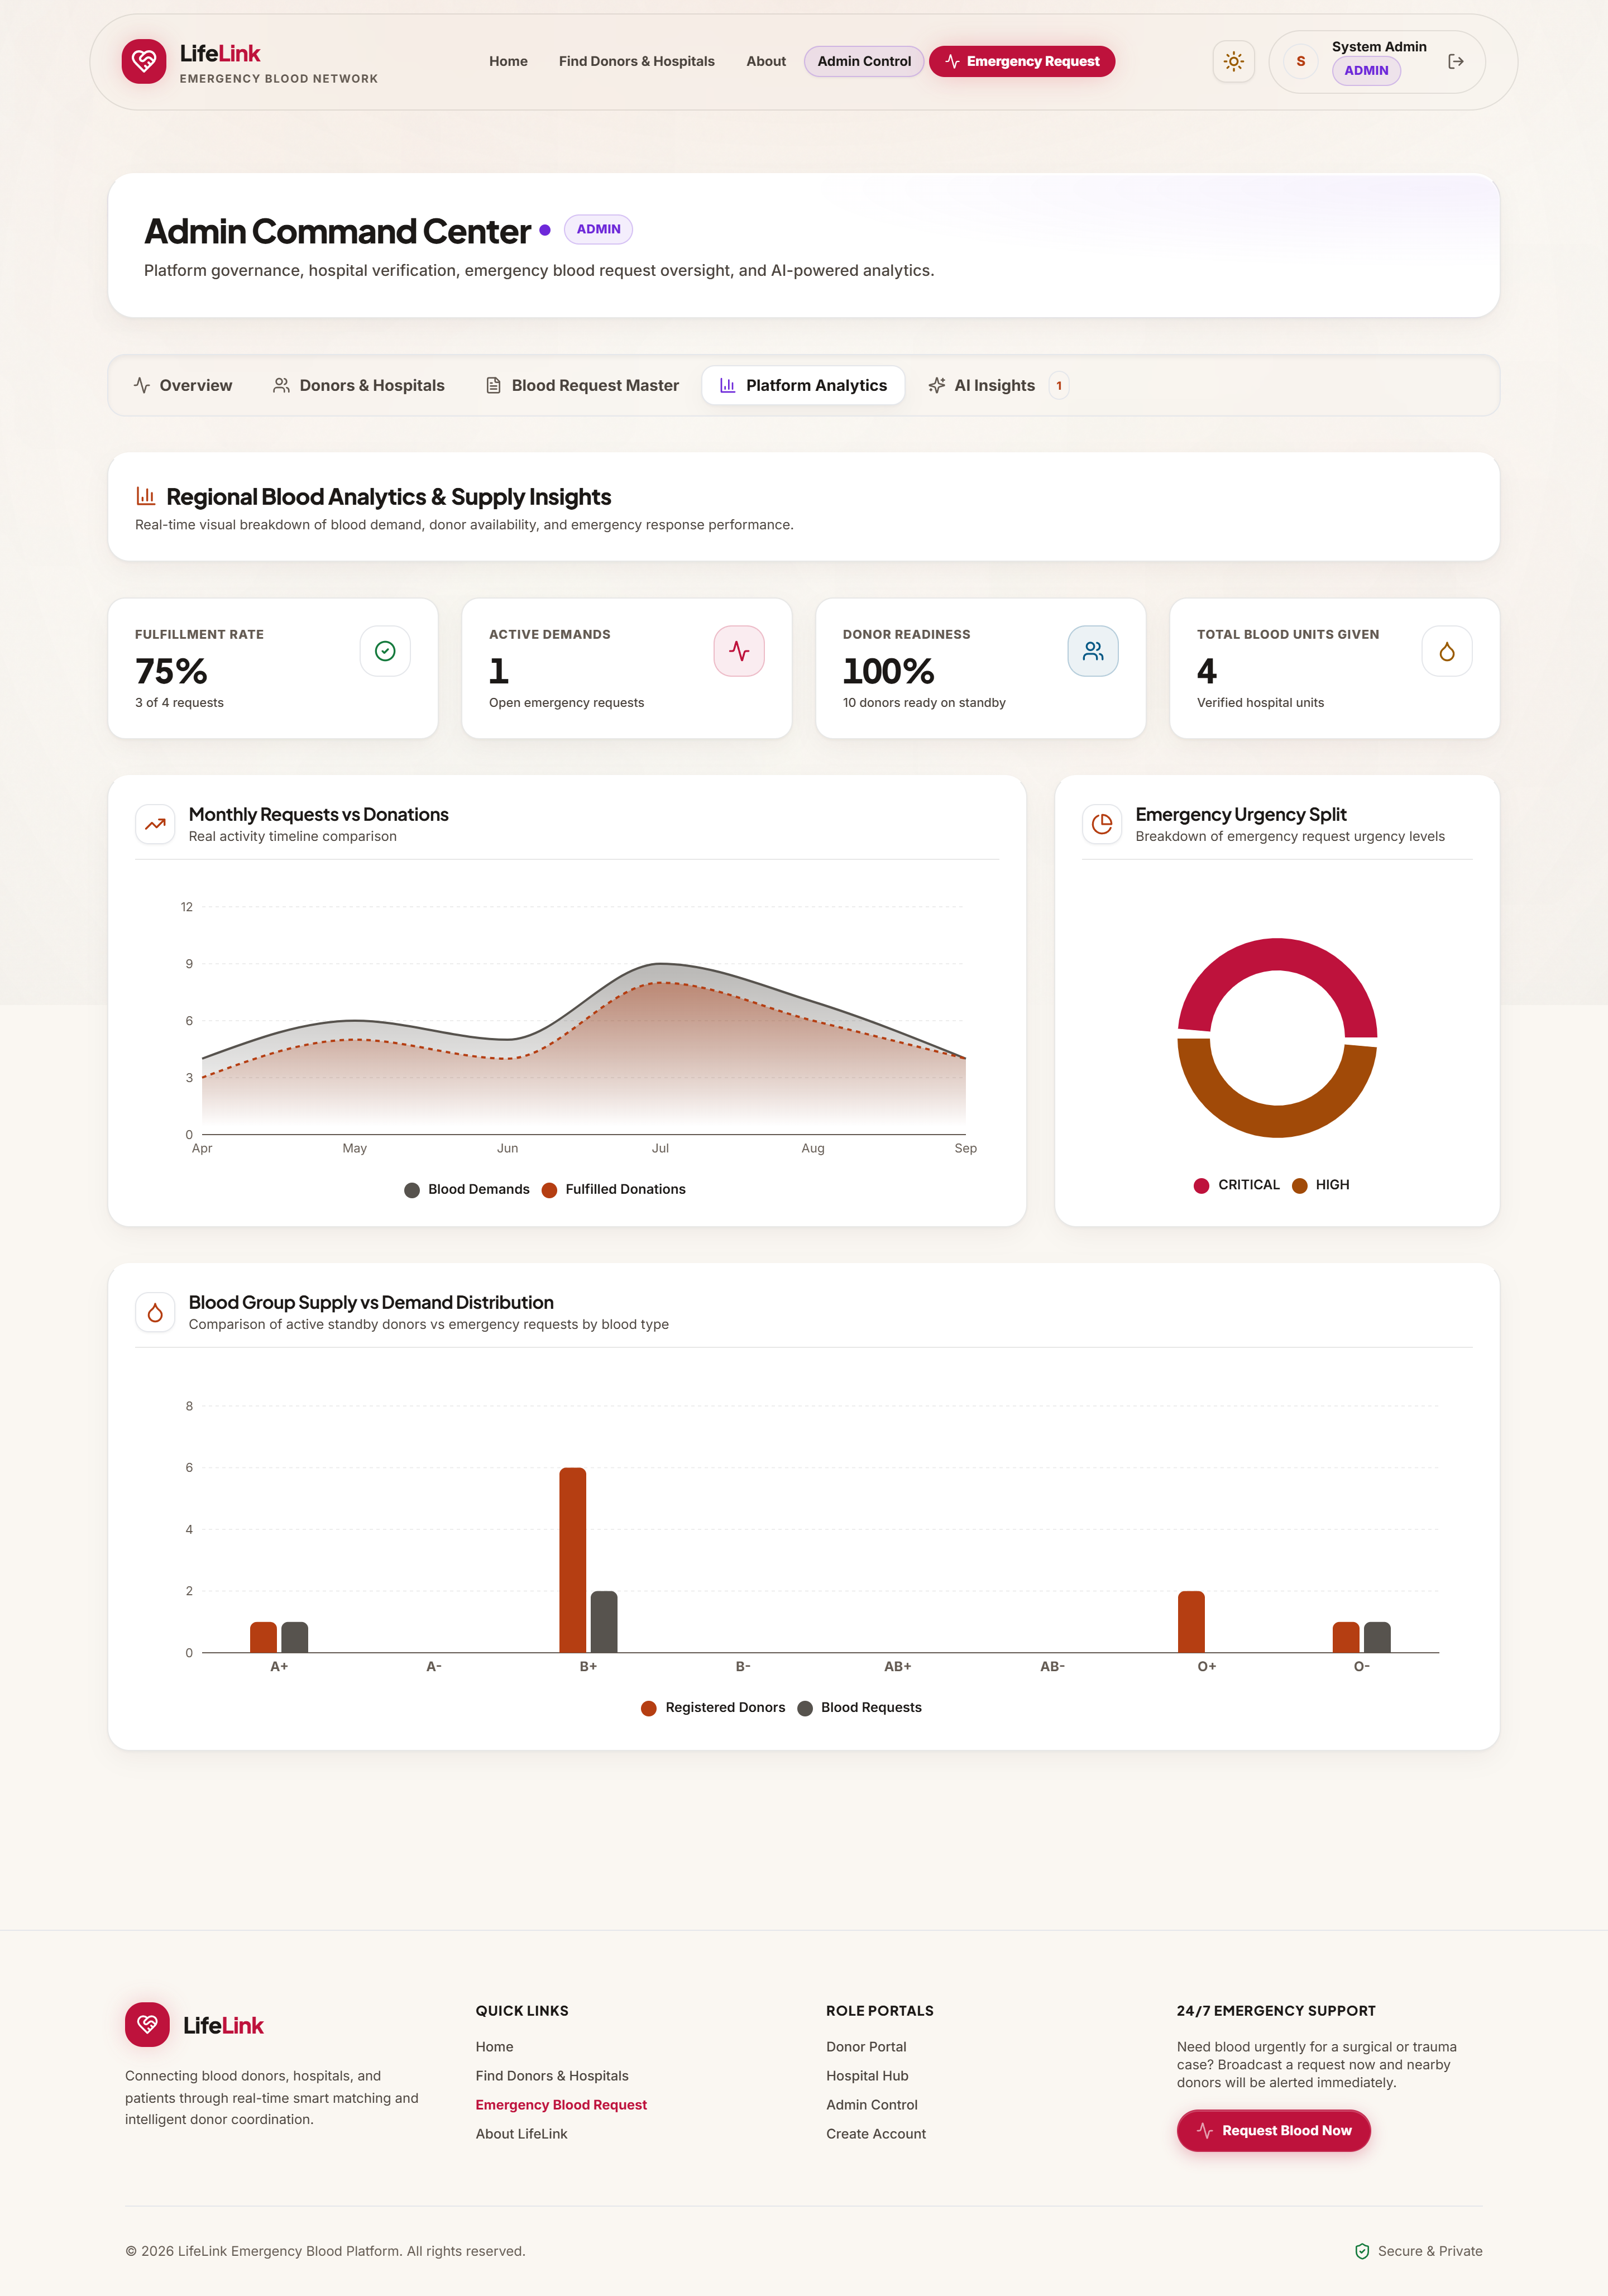 LifeLink
EMERGENCY BLOOD NETWORK
Home
Find Donors & Hospitals
About
Admin Control
Emergency Request
S
System Admin
ADMIN
Admin Command Center
ADMIN
Platform governance, hospital verification, emergency blood request oversight, and AI-powered analytics.
Overview
Donors & Hospitals
Blood Request Master
Platform Analytics
AI Insights
1
Regional Blood Analytics & Supply Insights
Real-time visual breakdown of blood demand, donor availability, and emergency response performance.
FULFILLMENT RATE
75%
3 of 4 requests
ACTIVE DEMANDS
1
Open emergency requests
DONOR READINESS
100%
10 donors ready on standby
TOTAL BLOOD UNITS GIVEN
4
Verified hospital units
Monthly Requests vs Donations
Real activity timeline comparison
12
9
6
3
0
Apr May Jun Jul Aug Sep
Blood Demands Fulfilled Donations
Emergency Urgency Split
Breakdown of emergency request urgency levels
CRITICAL HIGH
Blood Group Supply vs Demand Distribution
Comparison of active standby donors vs emergency requests by blood type
8
6
4
2
0
A+ A- B+ B- AB+ AB- O+ O-
Registered Donors Blood Requests
LifeLink
Connecting blood donors, hospitals, and
patients through real-time smart matching and
intelligent donor coordination.
QUICK LINKS
Home
Find Donors & Hospitals
Emergency Blood Request
About LifeLink
ROLE PORTALS
Donor Portal
Hospital Hub
Admin Control
Create Account
24/7 EMERGENCY SUPPORT
Need blood urgently for a surgical or trauma
case? Broadcast a request now and nearby
donors will be alerted immediately.
Request Blood Now
© 2026 LifeLink Emergency Blood Platform. All rights reserved.
Secure & Private